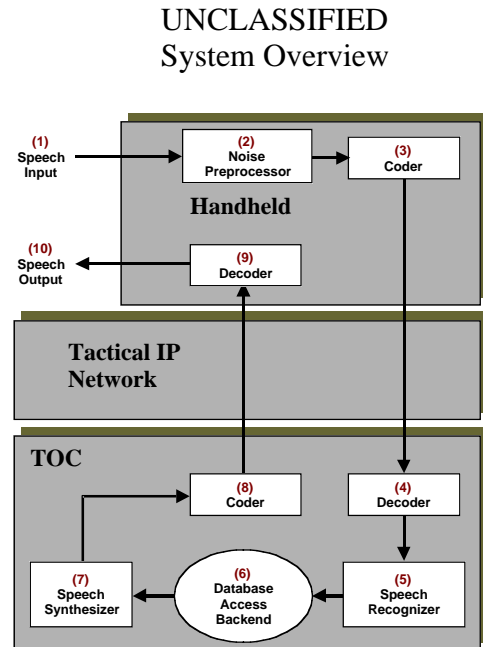 UNCLASSIFIED
System Overview
(1)
Speech
Input
(2)
Noise
Preprocessor
(3)
Coder
Handheld
(10)
Speech
Output
(9)
Decoder
Tactical IP
Network
TOC
(8)
Coder
(4)
Decoder
(7)
Speech
Synthesizer
(6)
Database
Access
Backend
(5)
Speech
Recognizer